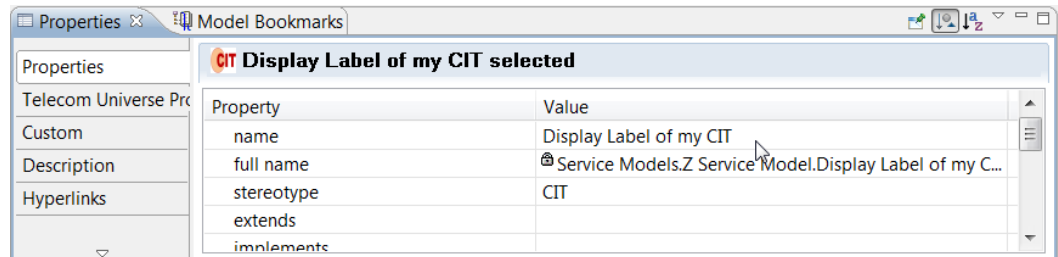 Properties Model Bookmarks
Properties
CIT Display Label of my CIT selected
Telecom Universe Pro
Property Value
Custom
name Display Label of my CIT
Description
full name Service Models.Z Service Model.Display Label of my C...
Hyperlinks
stereotype CIT
extends
implements